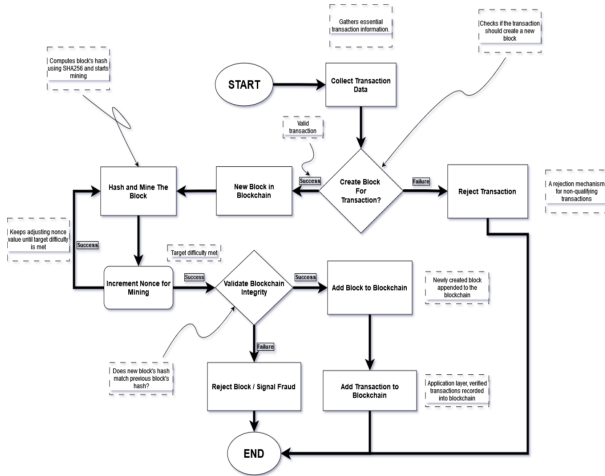 Gathers essential
transaction information.
Checks if the transaction
should create a new
block
Computes block's hash
using SHA256 and starts
mining
START
Collect Transaction
Data
Valid
transaction
Hash and Mine The
Block
New Block in
Blockchain
Success
Create Block
For
Transaction?
Failure
Reject Transaction
A rejection mechanism
for non-qualifying
transactions
Keeps adjusting nonce
value until target difficulty
is met
Success
Target difficulty met
Increment Nonce for
Mining
Success
Validate Blockchain
Integrity
Success
Add Block to Blockchain
Newly created block
appended to the
blockchain
Failure
Does new block's hash
match previous block's
hash?
Reject Block / Signal Fraud
Add Transaction to
Blockchain
Application layer, verified
transactions recorded
into blockchain
END